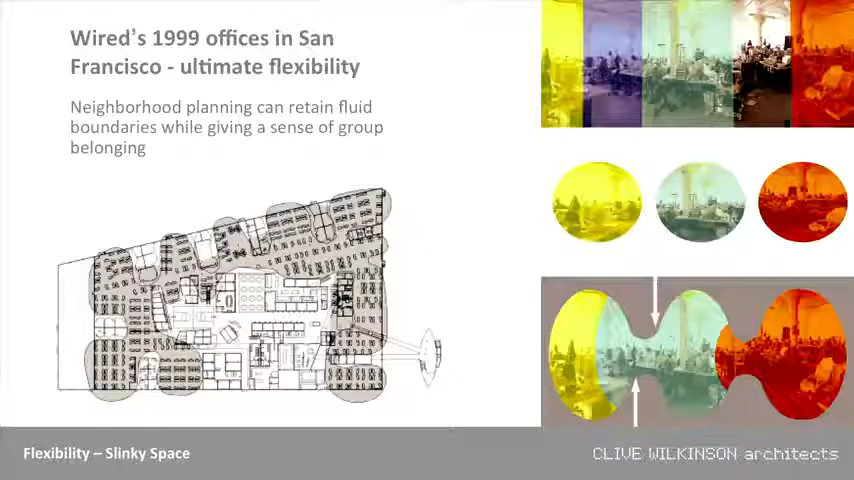 Wired’s 1999 offices in San
Francisco - ultimate flexibility
Neighborhood planning can retain fluid
boundaries while giving a sense of group
belonging
Flexibility – Slinky Space
CLIVE WILKINSON architects